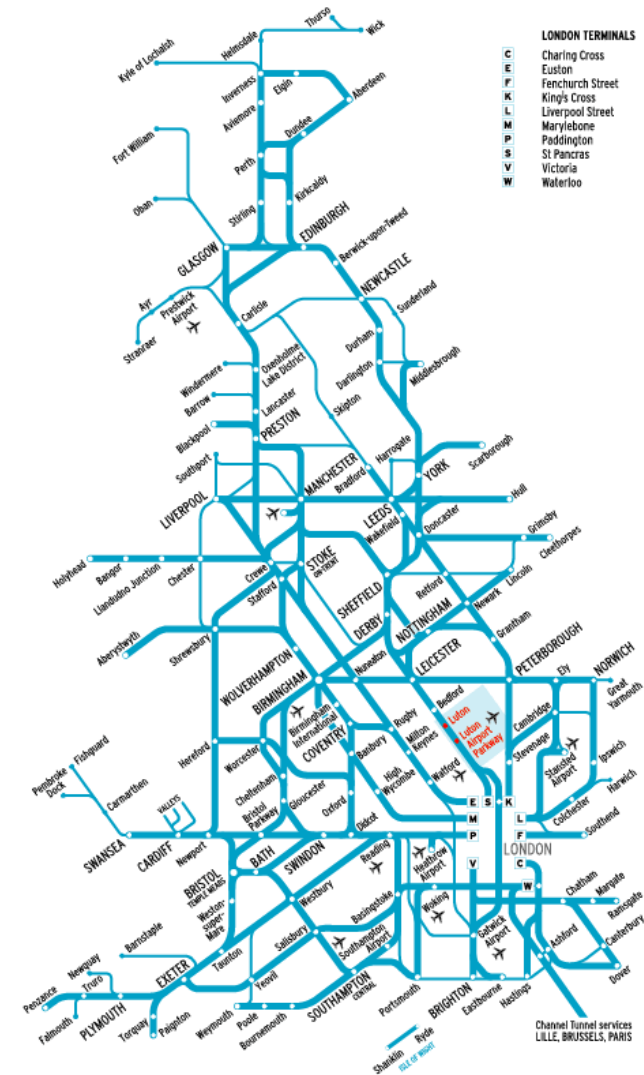 LONDON TERMINALS
C Charing Cross
E Euston
F Fenchurch Street
K King's Cross
L Liverpool Street
M Marylebone
P Paddington
S St Pancras
V Victoria
W Waterloo
Thurso
Wick
Helmsdale
Kyle of Lochalsh
Inverness
Elgin
Aberdeen
Aviemore
Dundee
Fort William
Perth
Oban
Stirling
Kirkcaldy
GLASGOW
EDINBURGH
Berwick-upon-Tweed
NEWCASTLE
Sunderland
Ayr
Prestwick
Airport
Stranraer
Carlisle
Durham
Darlington
Middlesbrough
Windermere
Oxenholme
Lake District
Barrow
Lancaster
Skipton
Blackpool
PRESTON
Southport
MANCHESTER
Bradford
Harrogate
YORK
Scarborough
LIVERPOOL
LEEDS
Wakefield
Doncaster
Hull
Grimsby
Cleethorpes
Holyhead
Bangor
Llandudno Junction
Chester
Crewe
STOKE
ON-TRENT
Stafford
SHEFFIELD
Retford
Lincoln
Newark
DERBY
NOTTINGHAM
Grantham
Aberystwyth
Shrewsbury
WOLVERHAMPTON
BIRMINGHAM
Nuneaton
LEICESTER
PETERBOROUGH
Ely
NORWICH
Great
Yarmouth
Birmingham
International
COVENTRY
Rugby
Bedford
Luton
Luton
Airport
Parkway
Cambridge
Stevenage
Stansted
Airport
Ipswich
Harwich
Hereford
Worcester
Banbury
Milton
Keynes
Watford
High
Wycombe
Colchester
Southend
Pembroke
Dock
Fishguard
Carmarthen
VALLEYS
Cheltenham
Bristol
Parkway
Gloucester
Oxford
Didcot
E S K
M L
P F
V C
W
LONDON
SWANSEA
CARDIFF
Newport
BATH
SWINDON
Reading
Heathrow
Airport
BRISTOL
TEMPLE MEADS
Weston-
super-
Mare
Westbury
Basingstoke
Woking
Gatwick
Airport
Chatham
Margate
Ramsgate
Canterbury
Ashford
Dover
Barnstaple
Taunton
Salisbury
Southampton
Airport
Newquay
Truro
Penzance
Falmouth
PLYMOUTH
EXETER
Torquay
Paignton
Yeovil
Weymouth
Poole
Bournemouth
SOUTHAMPTON
CENTRAL
Portsmouth
BRIGHTON
Eastbourne
Hastings
Ryde
Shanklin
ISLE OF WIGHT
Channel Tunnel services
LILLE, BRUSSELS, PARIS